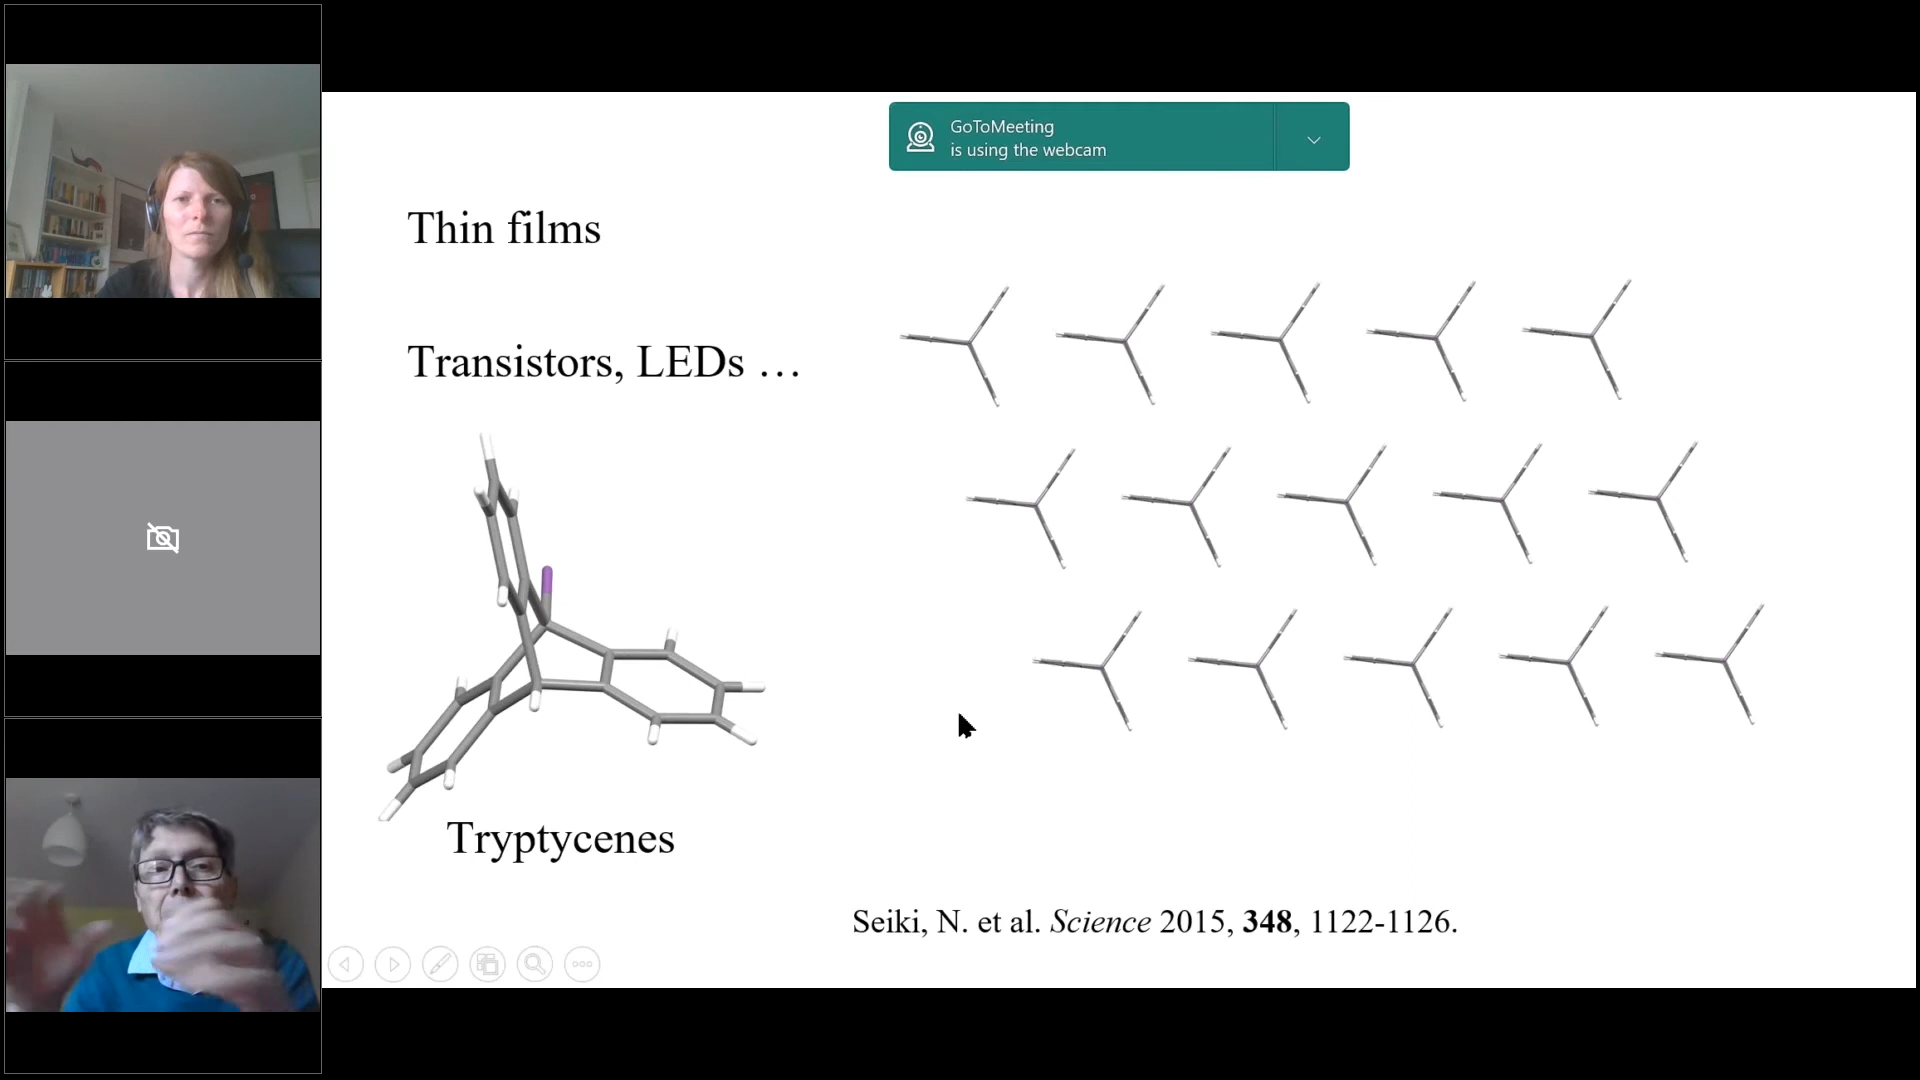 GoToMeeting
is using the webcam
Thin films
Transistors, LEDs …
Tryptycenes
Seiki, N. et al. Science 2015, 348, 1122-1126.